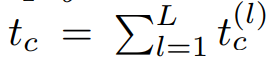 t_c = \sum_{l=1}^{L} t_c^{(l)}